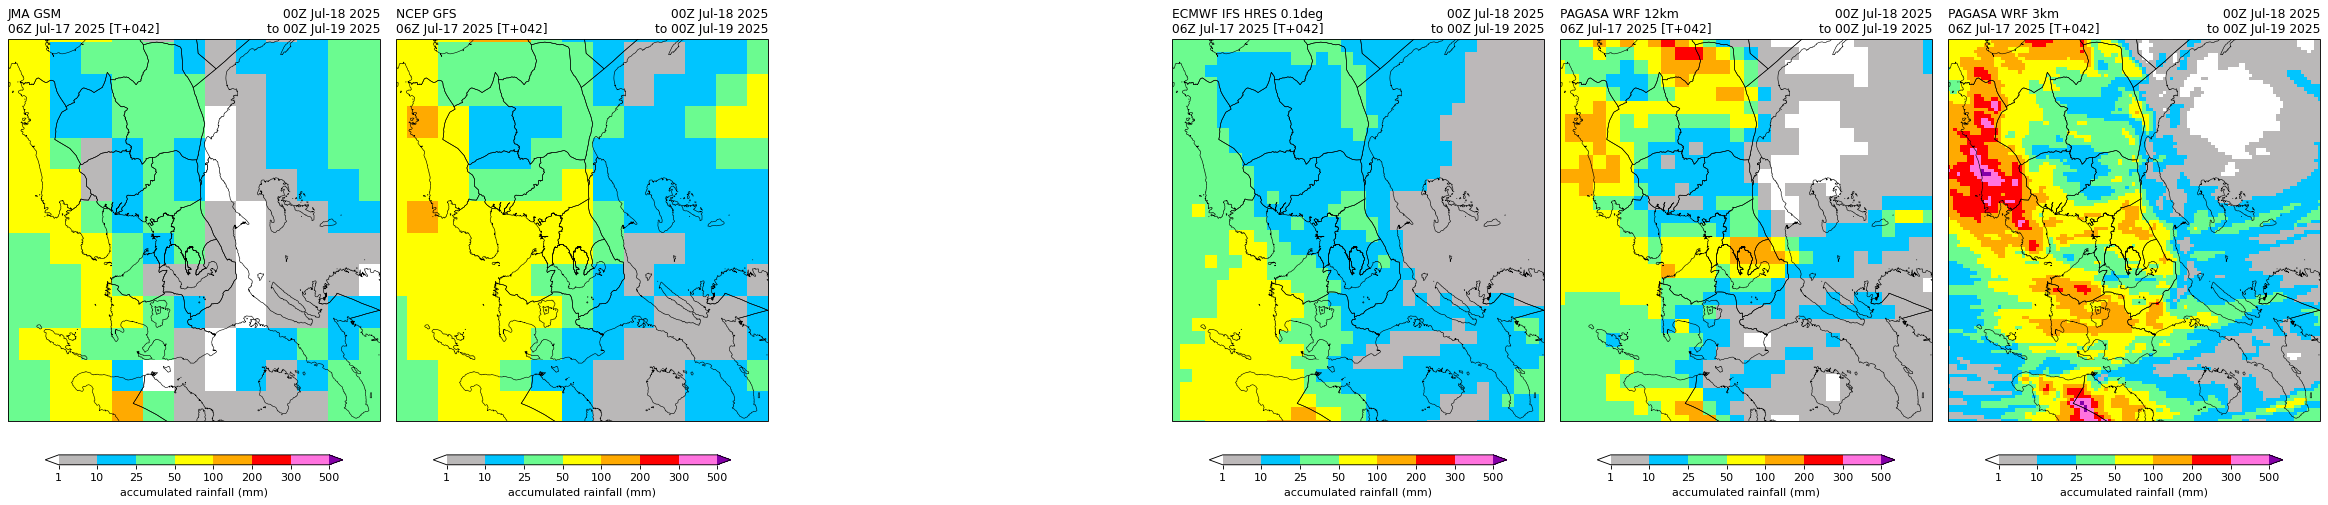 JMA GSM 00Z Jul-18 2025
06Z Jul-17 2025 [T+042] to 00Z Jul-19 2025
1 10 25 50 100 200 300 500
accumulated rainfall (mm)
NCEP GFS 00Z Jul-18 2025
06Z Jul-17 2025 [T+042] to 00Z Jul-19 2025
1 10 25 50 100 200 300 500
accumulated rainfall (mm)
ECMWF IFS HRES 0.1deg 00Z Jul-18 2025
06Z Jul-17 2025 [T+042] to 00Z Jul-19 2025
1 10 25 50 100 200 300 500
accumulated rainfall (mm)
PAGASA WRF 12km 00Z Jul-18 2025
06Z Jul-17 2025 [T+042] to 00Z Jul-19 2025
1 10 25 50 100 200 300 500
accumulated rainfall (mm)
PAGASA WRF 3km 00Z Jul-18 2025
06Z Jul-17 2025 [T+042] to 00Z Jul-19 2025
1 10 25 50 100 200 300 500
accumulated rainfall (mm)